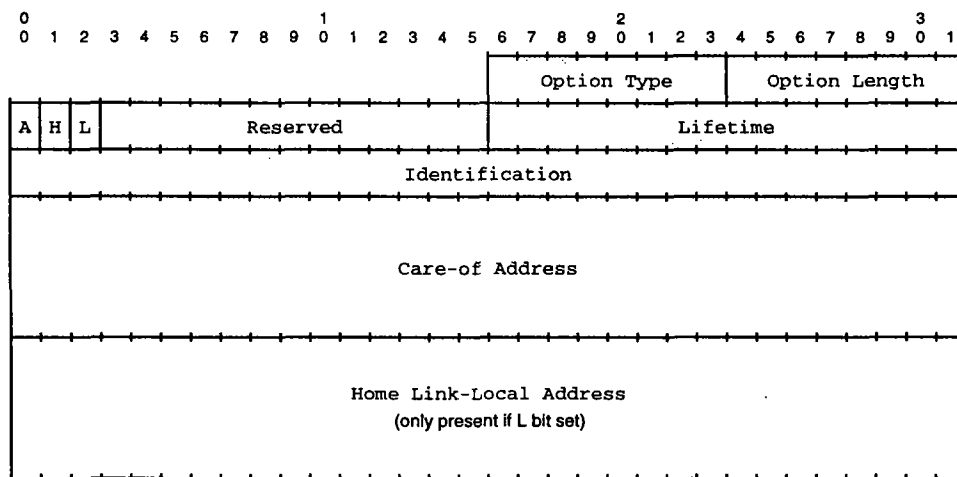 0 1 2 3
0 1 2 3 4 5 6 7 8 9 0 1 2 3 4 5 6 7 8 9 0 1 2 3 4 5 6 7 8 9 0 1
Option Type Option Length
A H L Reserved Lifetime
Identification
Care-of Address
Home Link-Local Address
(only present if L bit set)